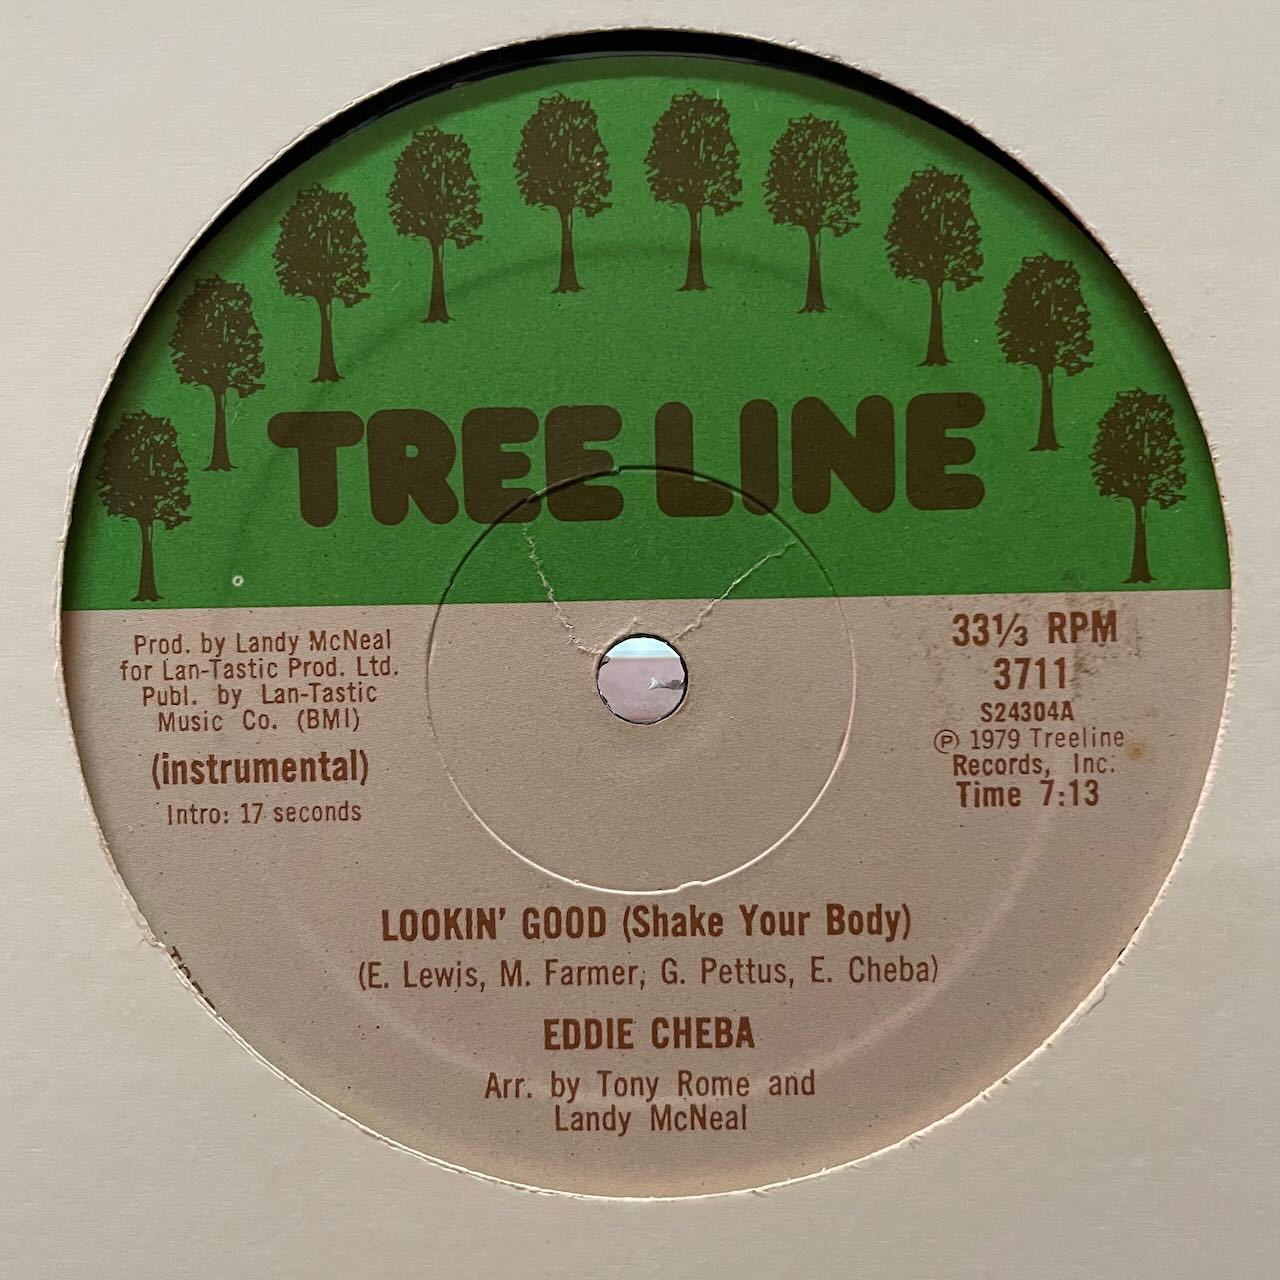 TREE LINE
Prod. by Landy McNeal
for Lan-Tastic Prod. Ltd.
Publ. by Lan-Tastic
Music Co. (BMI)
(instrumental)
Intro: 17 seconds
33⅓ RPM
3711
S24304A
℗ 1979 Treeline
Records, Inc.
Time 7:13
LOOKIN' GOOD (Shake Your Body)
(E. Lewis, M. Farmer, G. Pettus, E. Cheba)
EDDIE CHEBA
Arr. by Tony Rome and
Landy McNeal